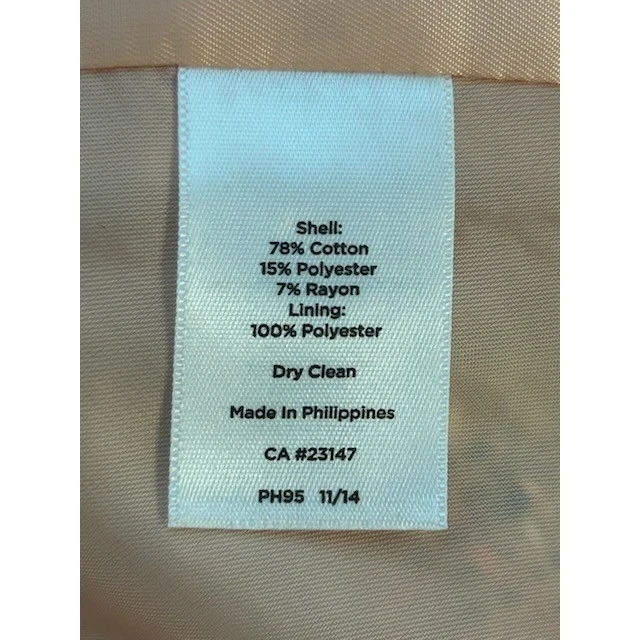 Shell:
78% Cotton
15% Polyester
7% Rayon
Lining:
100% Polyester
Dry Clean
Made In Philippines
CA #23147
PH95 11/14